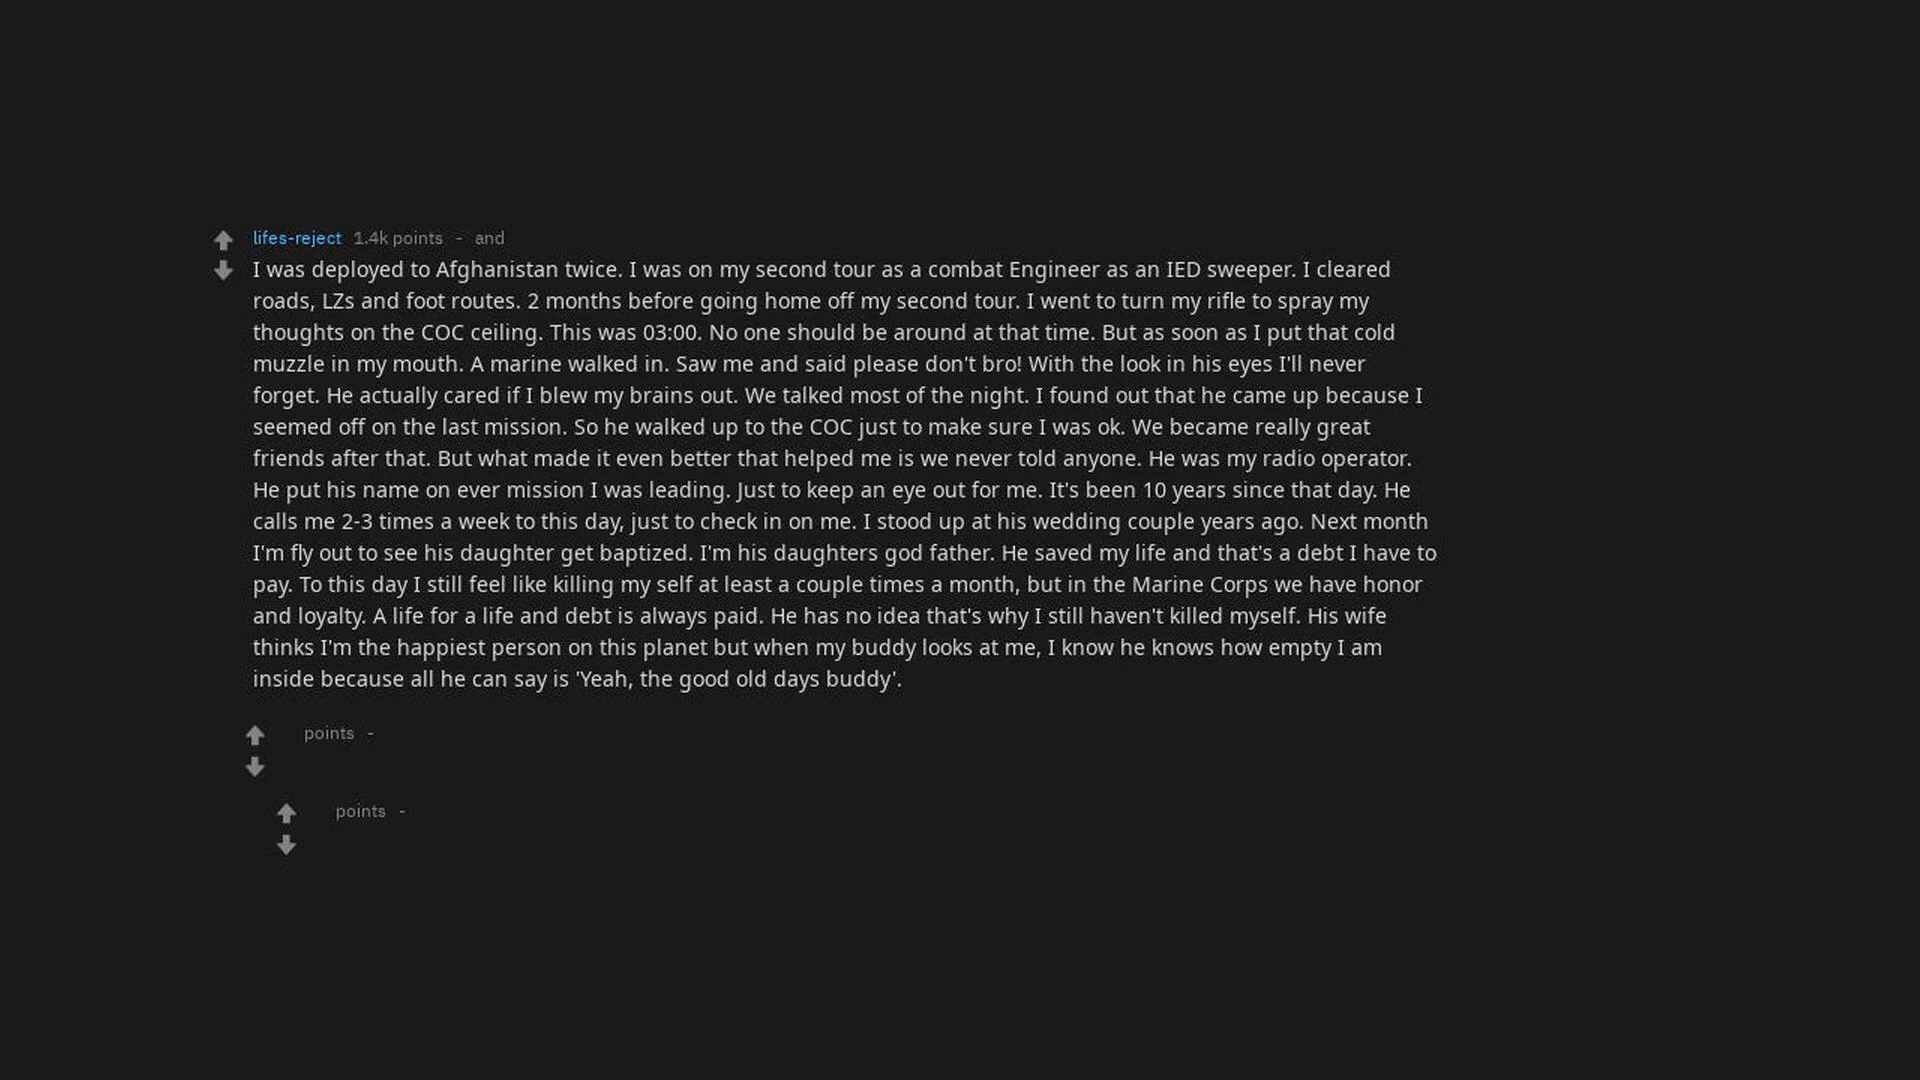 lifes-reject 1.4k points - and
I was deployed to Afghanistan twice. I was on my second tour as a combat Engineer as an IED sweeper. I cleared
roads, LZs and foot routes. 2 months before going home off my second tour. I went to turn my rifle to spray my
thoughts on the COC ceiling. This was 03:00. No one should be around at that time. But as soon as I put that cold
muzzle in my mouth. A marine walked in. Saw me and said please don't bro! With the look in his eyes I'll never
forget. He actually cared if I blew my brains out. We talked most of the night. I found out that he came up because I
seemed off on the last mission. So he walked up to the COC just to make sure I was ok. We became really great
friends after that. But what made it even better that helped me is we never told anyone. He was my radio operator.
He put his name on ever mission I was leading. Just to keep an eye out for me. It's been 10 years since that day. He
calls me 2-3 times a week to this day, just to check in on me. I stood up at his wedding couple years ago. Next month
I'm fly out to see his daughter get baptized. I'm his daughters god father. He saved my life and that's a debt I have to
pay. To this day I still feel like killing my self at least a couple times a month, but in the Marine Corps we have honor
and loyalty. A life for a life and debt is always paid. He has no idea that's why I still haven't killed myself. His wife
thinks I'm the happiest person on this planet but when my buddy looks at me, I know he knows how empty I am
inside because all he can say is 'Yeah, the good old days buddy'.
points -
points -